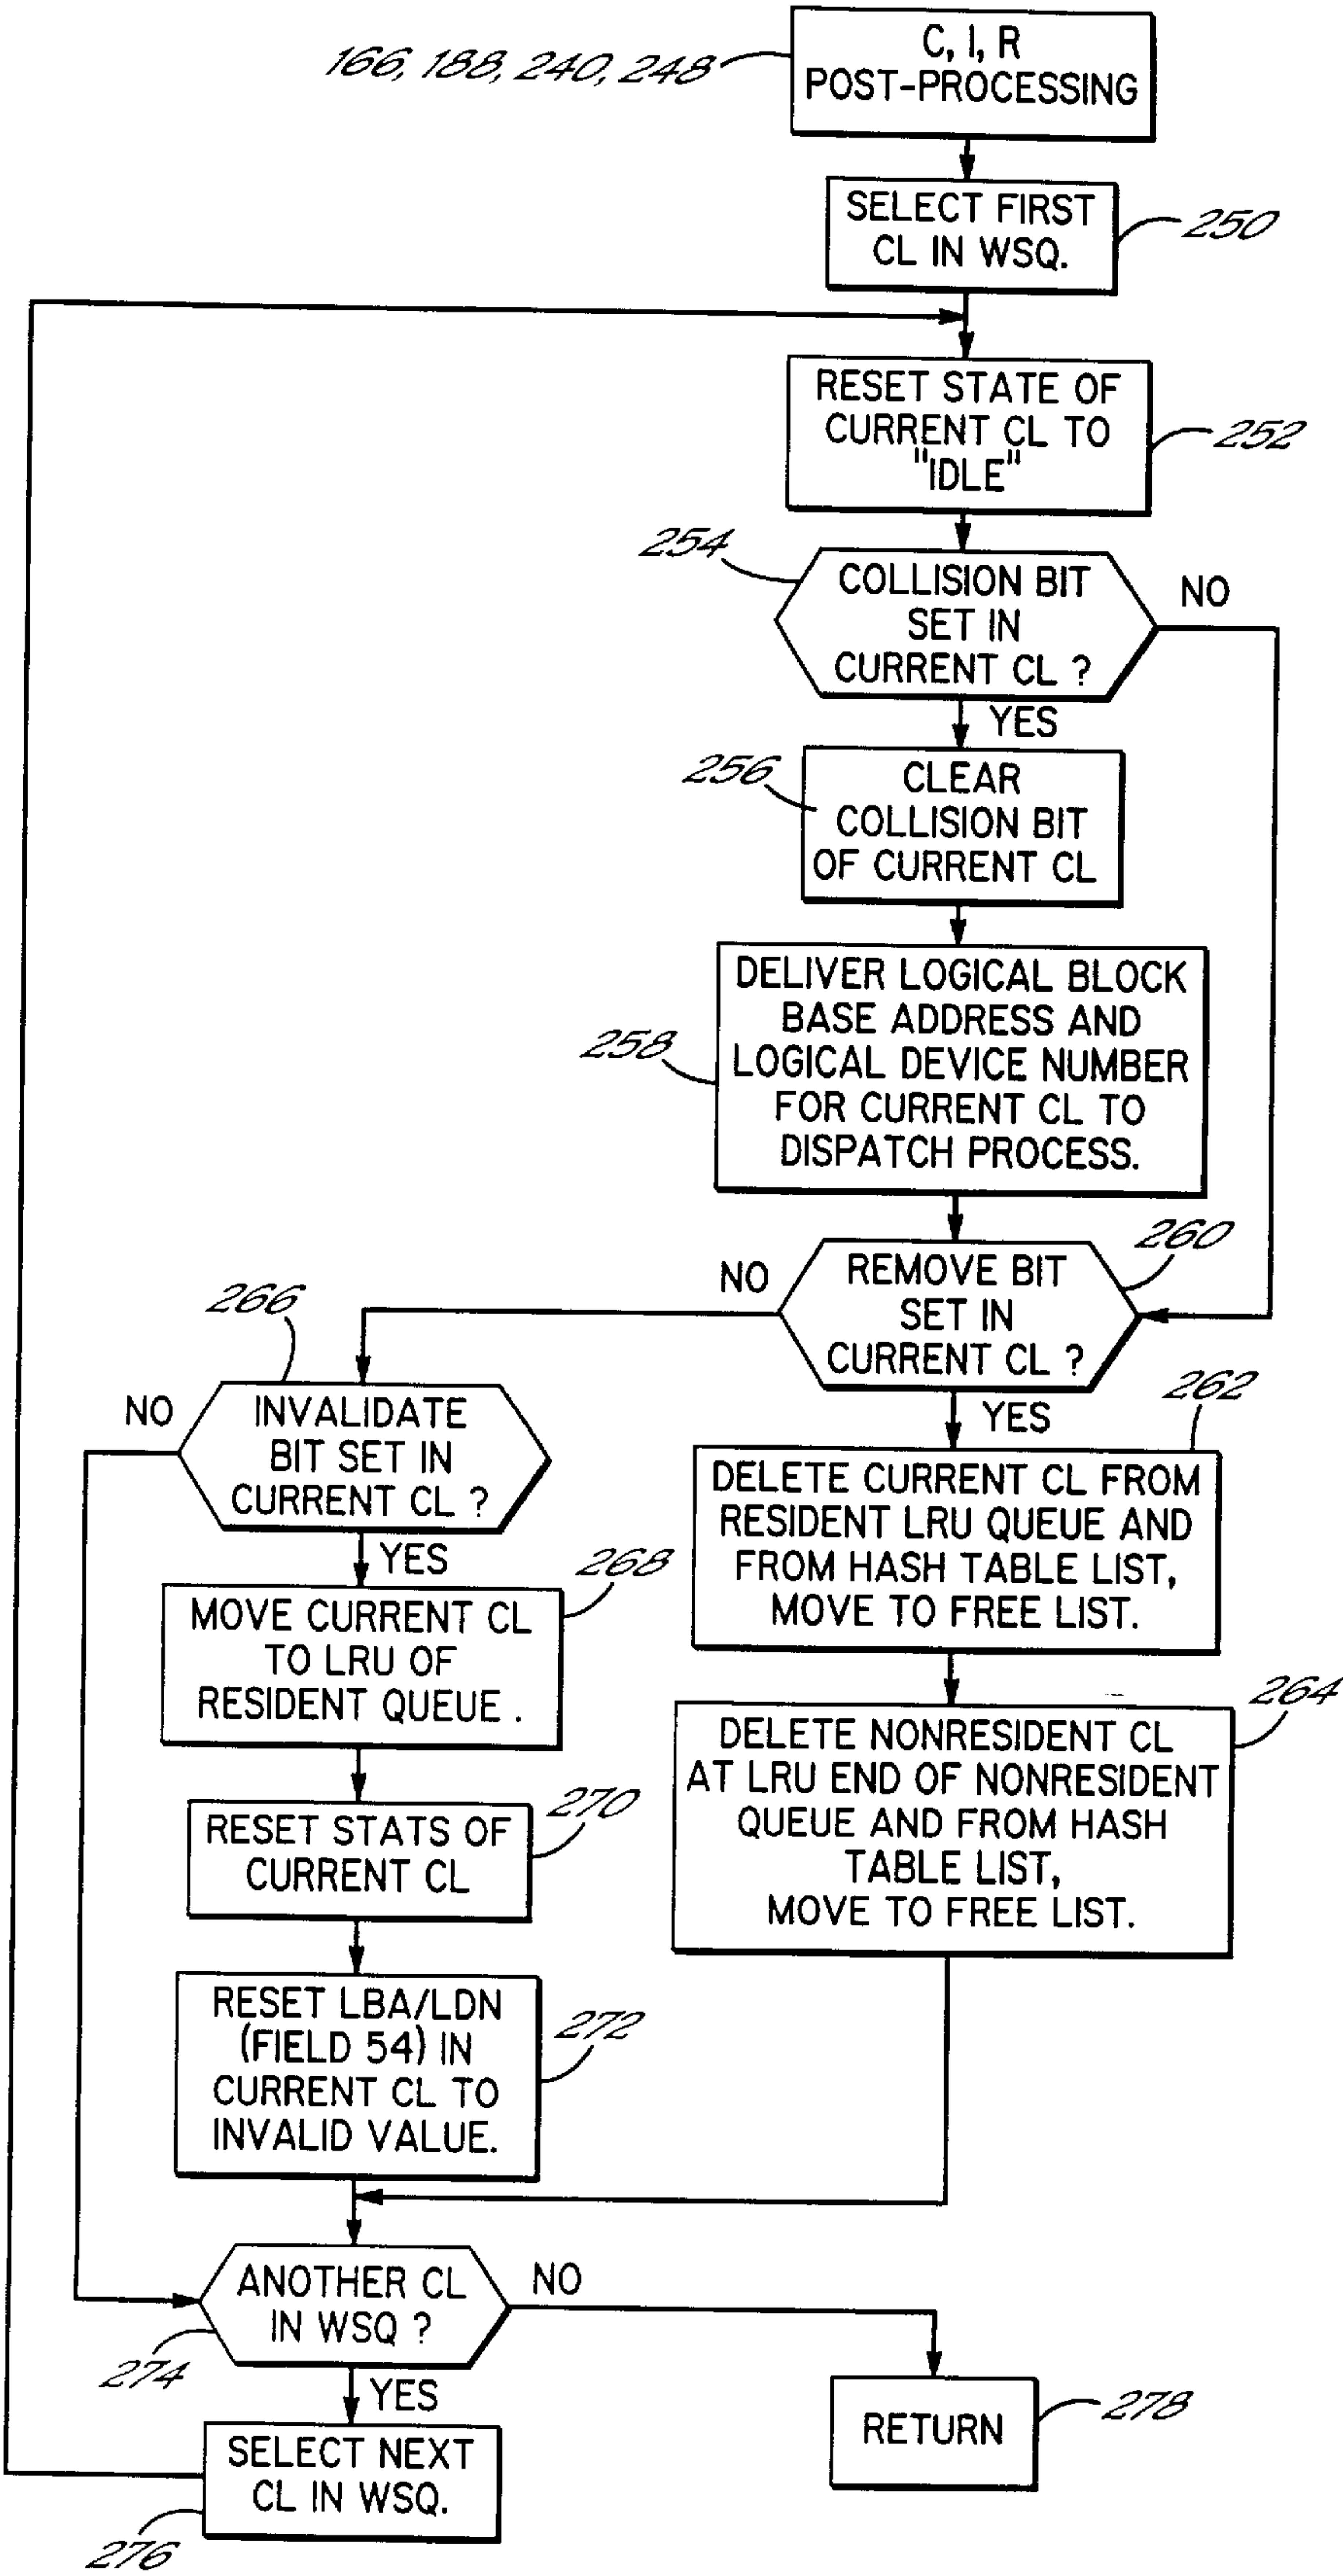 C, I, R
166, 188, 240, 248
POST-PROCESSING
SELECT FIRST
CL IN WSQ.
250
RESET STATE OF
CURRENT CL TO
"IDLE"
252
254
COLLISION BIT
SET IN
CURRENT CL ?
NO
YES
256
CLEAR
COLLISION BIT
OF CURRENT CL
258
DELIVER LOGICAL BLOCK
BASE ADDRESS AND
LOGICAL DEVICE NUMBER
FOR CURRENT CL TO
DISPATCH PROCESS.
260
REMOVE BIT
SET IN
CURRENT CL ?
NO
YES
266
INVALIDATE
BIT SET IN
CURRENT CL ?
NO
YES
262
DELETE CURRENT CL FROM
RESIDENT LRU QUEUE AND
FROM HASH TABLE LIST,
MOVE TO FREE LIST.
268
MOVE CURRENT CL
TO LRU OF
RESIDENT QUEUE .
264
DELETE NONRESIDENT CL
AT LRU END OF NONRESIDENT
QUEUE AND FROM HASH
TABLE LIST,
MOVE TO FREE LIST.
270
RESET STATS OF
CURRENT CL
272
RESET LBA/LDN
(FIELD 54) IN
CURRENT CL TO
INVALID VALUE.
ANOTHER CL
IN WSQ ?
NO
274
YES
RETURN
278
SELECT NEXT
CL IN WSQ.
276